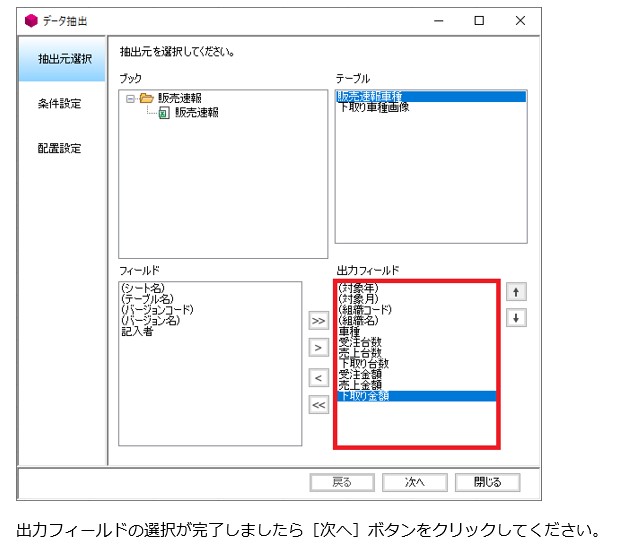 データ抽出
抽出元選択
条件設定
配置設定
抽出元を選択してください。
ブック
販売速報
販売速報
テーブル
販売速報車種
下取り車種画像
フィールド
(シート名)
(テーブル名)
(バージョンコード)
(バージョン名)
記入者
>>
>
<
<<
出力フィールド
(対象年)
(対象月)
(組織コード)
(組織名)
車種
受注台数
売上台数
下取り台数
受注金額
売上金額
下取り金額
戻る
次へ
閉じる
出力フィールドの選択が完了しましたら［次へ］ボタンをクリックしてください。